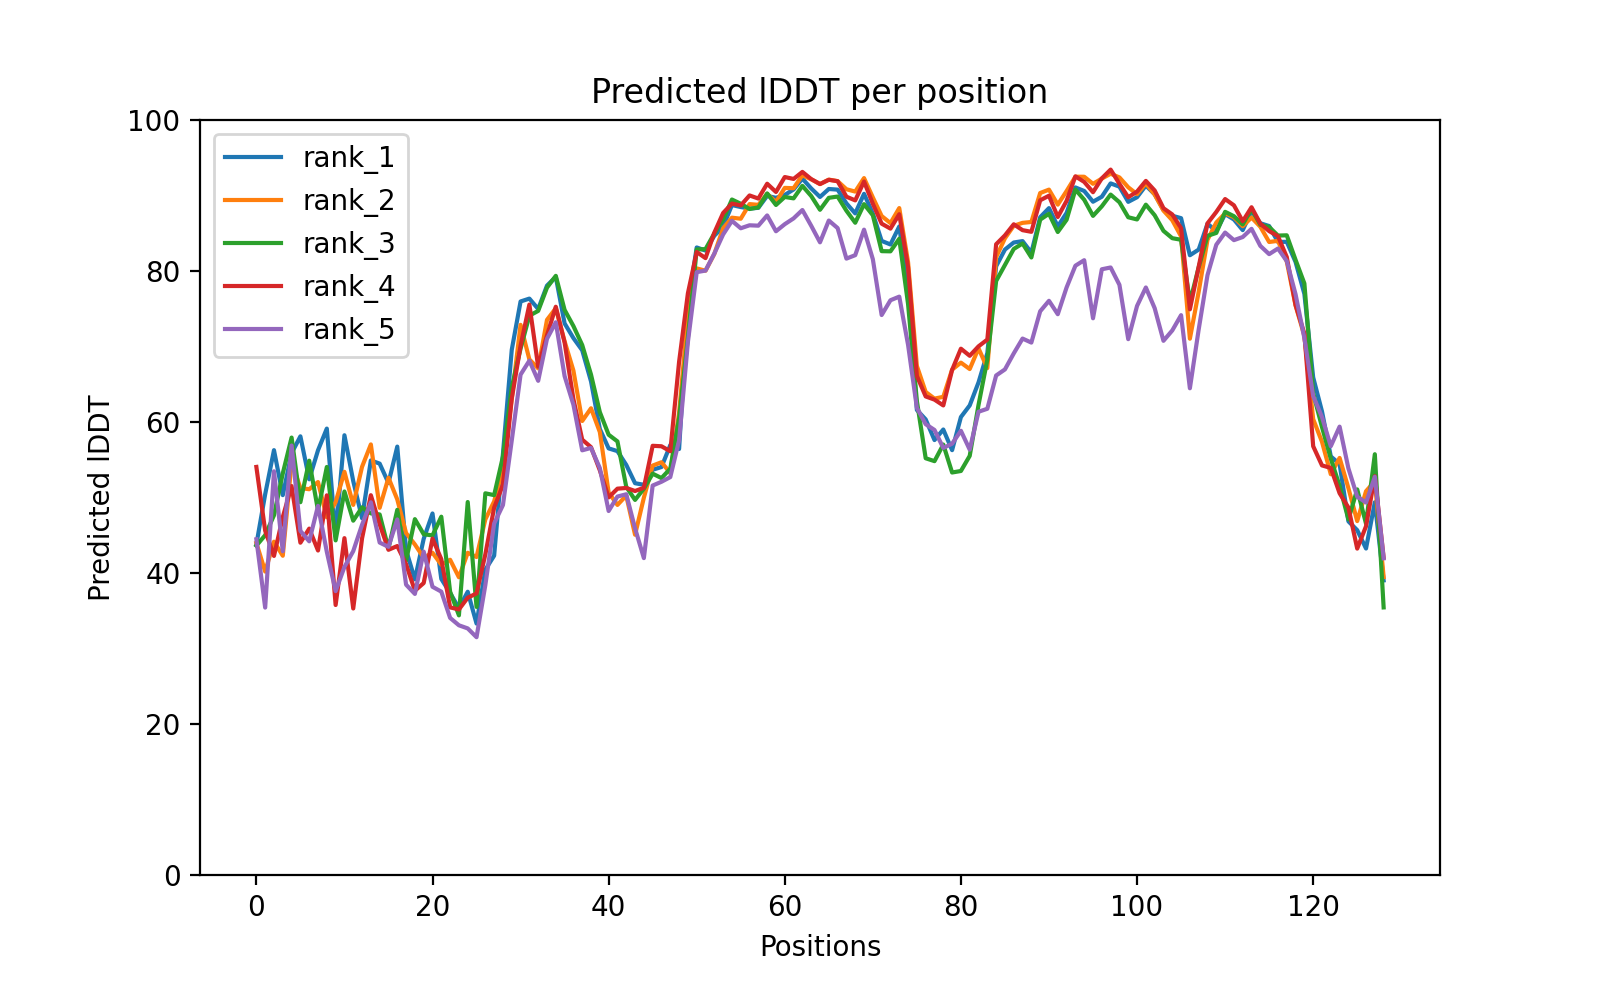 Predicted lDDT per position
100
80
60
40
20
0
Predicted lDDT
rank_1
rank_2
rank_3
rank_4
rank_5
0 20 40 60 80 100 120
Positions